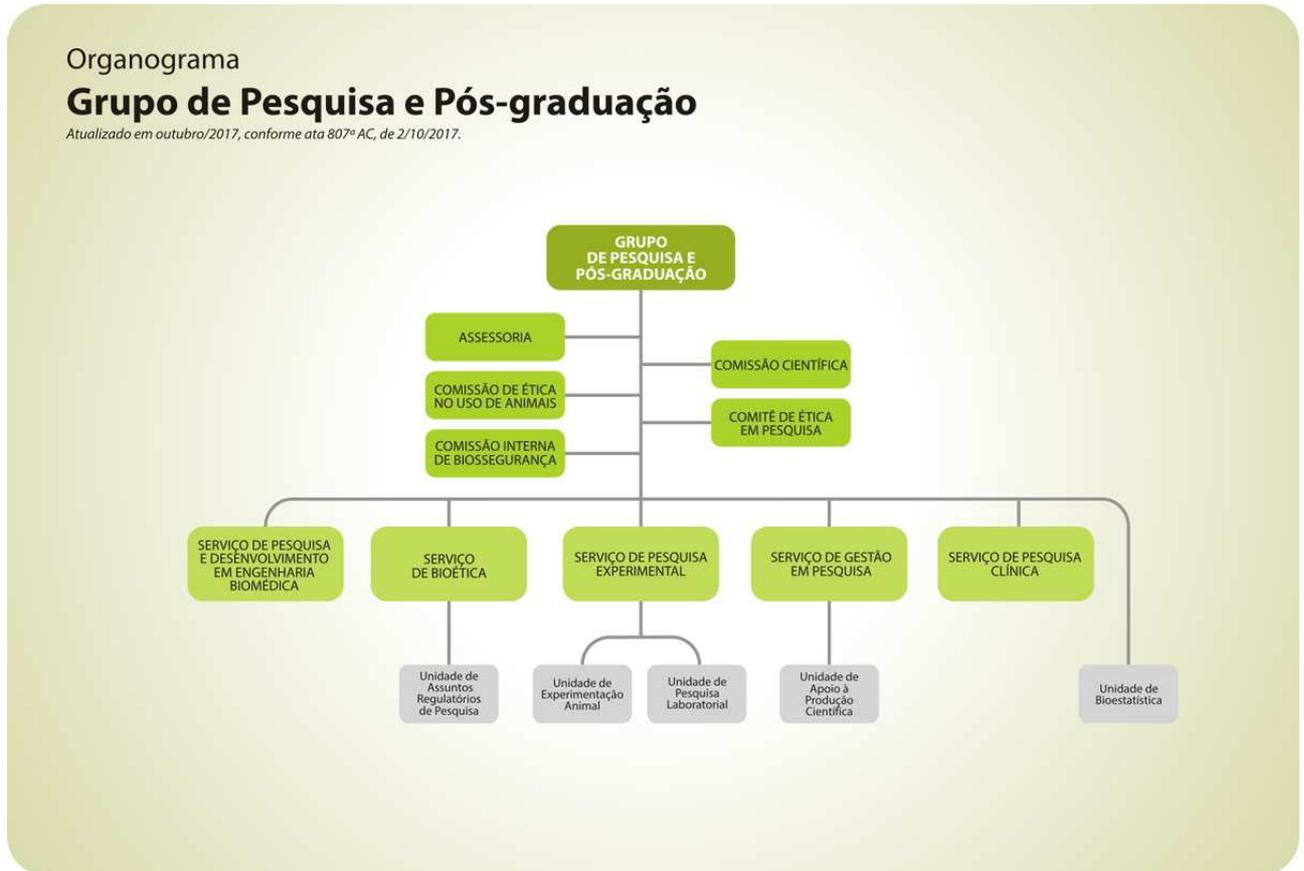 Organograma
Grupo de Pesquisa e Pós-graduação
Atualizado em outubro/2017, conforme ata 807ª AC, de 2/10/2017.
GRUPO
DE PESQUISA E
PÓS-GRADUAÇÃO
ASSESSORIA
COMISSÃO CIENTÍFICA
COMISSÃO DE ÉTICA
NO USO DE ANIMAIS
COMITÊ DE ÉTICA
EM PESQUISA
COMISSÃO INTERNA
DE BIOSSEGURANÇA
SERVIÇO DE PESQUISA
E DESENVOLVIMENTO
EM ENGENHARIA
BIOMÉDICA
SERVIÇO
DE BIOÉTICA
SERVIÇO DE PESQUISA
EXPERIMENTAL
SERVIÇO DE GESTÃO
EM PESQUISA
SERVIÇO DE PESQUISA
CLÍNICA
Unidade de
Assuntos
Regulatórios
de Pesquisa
Unidade de
Experimentação
Animal
Unidade de
Pesquisa
Laboratorial
Unidade de
Apoio à
Produção
Científica
Unidade de
Bioestatística